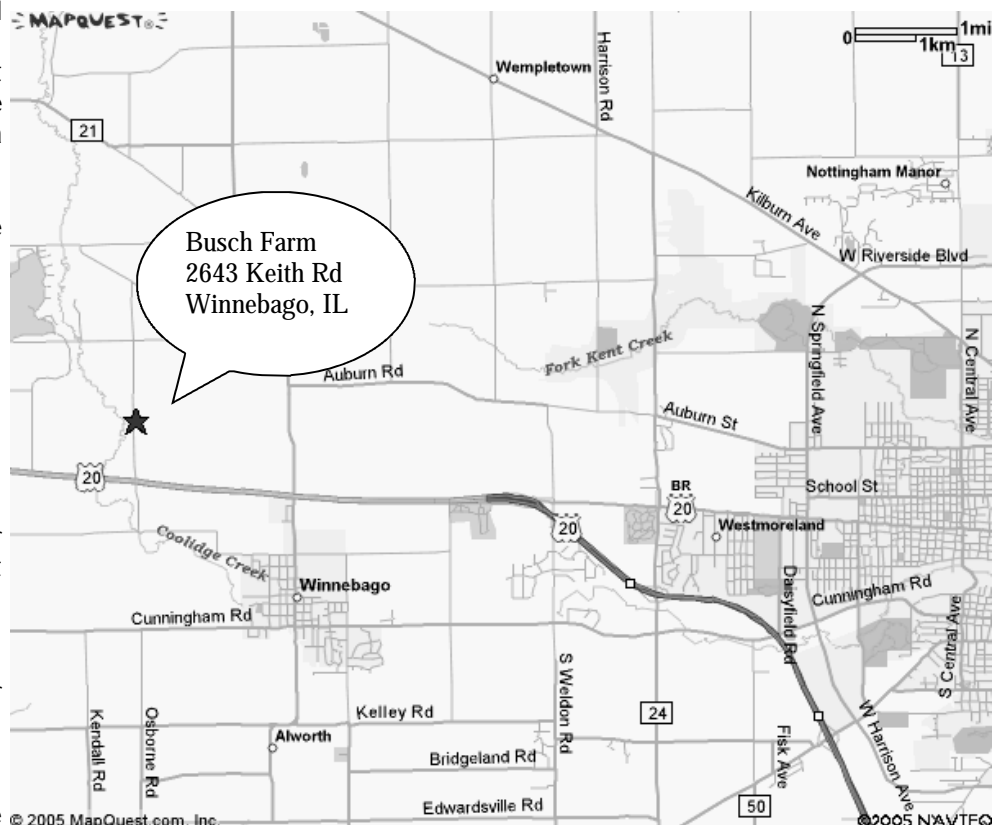 MAPQUEST®
0
1mi
1km
13
Harrison Rd
Wempletown
21
Nottingham Manor
Kilburn Ave
W Riverside Blvd
Busch Farm
2643 Keith Rd
Winnebago, IL
N Springfield Ave
N Central Ave
Fork Kent Creek
Auburn Rd
Auburn St
20
School St
BR
20
20
Westmoreland
Coolidge Creek
Winnebago
Daisyfield Rd
Cunningham Rd
Cunningham Rd
S Central Ave
S Weldon Rd
Kendall Rd
Osborne Rd
Kelley Rd
24
Alworth
Bridgeland Rd
Fisk Ave
W Harrison Ave
Edwardsville Rd
50
© 2005 MapQuest.com, Inc.
©2005 NAVTEQ